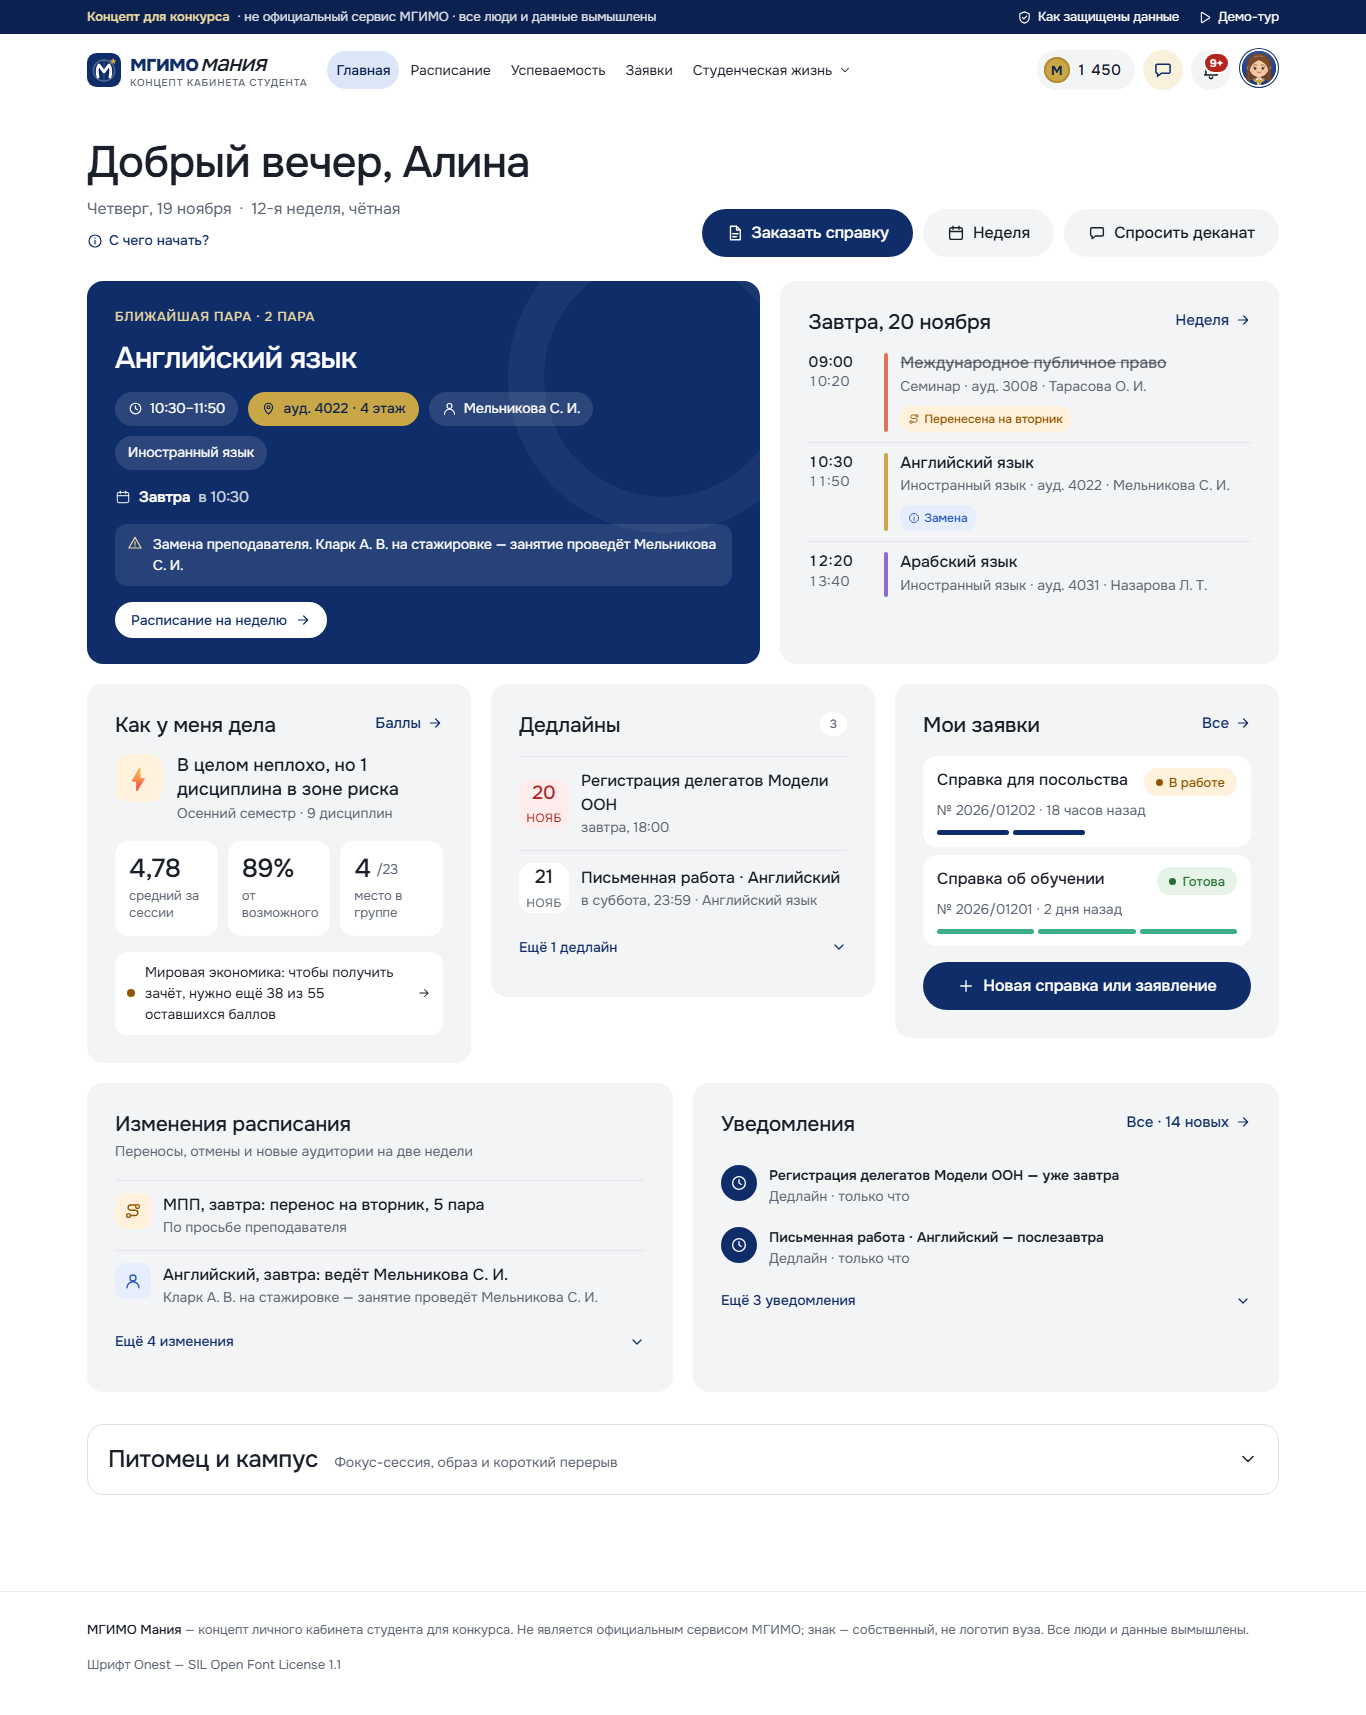 Концепт для конкурса · не официальный сервис МГИМО · все люди и данные вымышлены
Как защищены данные
Демо-тур
МГИМО Мания
КОНЦЕПТ КАБИНЕТА СТУДЕНТА
Главная
Расписание
Успеваемость
Заявки
Студенческая жизнь
M 1 450
9+
Добрый вечер, Алина
Четверг, 19 ноября · 12-я неделя, чётная
С чего начать?
Заказать справку
Неделя
Спросить деканат
БЛИЖАЙШАЯ ПАРА · 2 ПАРА
Английский язык
10:30–11:50
ауд. 4022 · 4 этаж
Мельникова С. И.
Иностранный язык
Завтра в 10:30
Замена преподавателя. Кларк А. В. на стажировке — занятие проведёт Мельникова
С. И.
Расписание на неделю
Завтра, 20 ноября
Неделя
09:00
10:20
Международное публичное право
Семинар · ауд. 3008 · Тарасова О. И.
Перенесена на вторник
10:30
11:50
Английский язык
Иностранный язык · ауд. 4022 · Мельникова С. И.
Замена
12:20
13:40
Арабский язык
Иностранный язык · ауд. 4031 · Назарова Л. Т.
Как у меня дела
Баллы
В целом неплохо, но 1
дисциплина в зоне риска
Осенний семестр · 9 дисциплин
4,78
средний за
сессии
89%
от
возможного
4 /23
место в
группе
Мировая экономика: чтобы получить
зачёт, нужно ещё 38 из 55
оставшихся баллов
Дедлайны
3
20
НОЯБ
Регистрация делегатов Модели
ООН
завтра, 18:00
21
НОЯБ
Письменная работа · Английский
в суббота, 23:59 · Английский язык
Ещё 1 дедлайн
Мои заявки
Все
Справка для посольства
В работе
№ 2026/01202 · 18 часов назад
Справка об обучении
Готова
№ 2026/01201 · 2 дня назад
Новая справка или заявление
Изменения расписания
Переносы, отмены и новые аудитории на две недели
МПП, завтра: перенос на вторник, 5 пара
По просьбе преподавателя
Английский, завтра: ведёт Мельникова С. И.
Кларк А. В. на стажировке — занятие проведёт Мельникова С. И.
Ещё 4 изменения
Уведомления
Все · 14 новых
Регистрация делегатов Модели ООН — уже завтра
Дедлайн · только что
Письменная работа · Английский — послезавтра
Дедлайн · только что
Ещё 3 уведомления
Питомец и кампус
Фокус-сессия, образ и короткий перерыв
МГИМО Мания — концепт личного кабинета студента для конкурса. Не является официальным сервисом МГИМО; знак — собственный, не логотип вуза. Все люди и данные вымышлены.
Шрифт Onest — SIL Open Font License 1.1